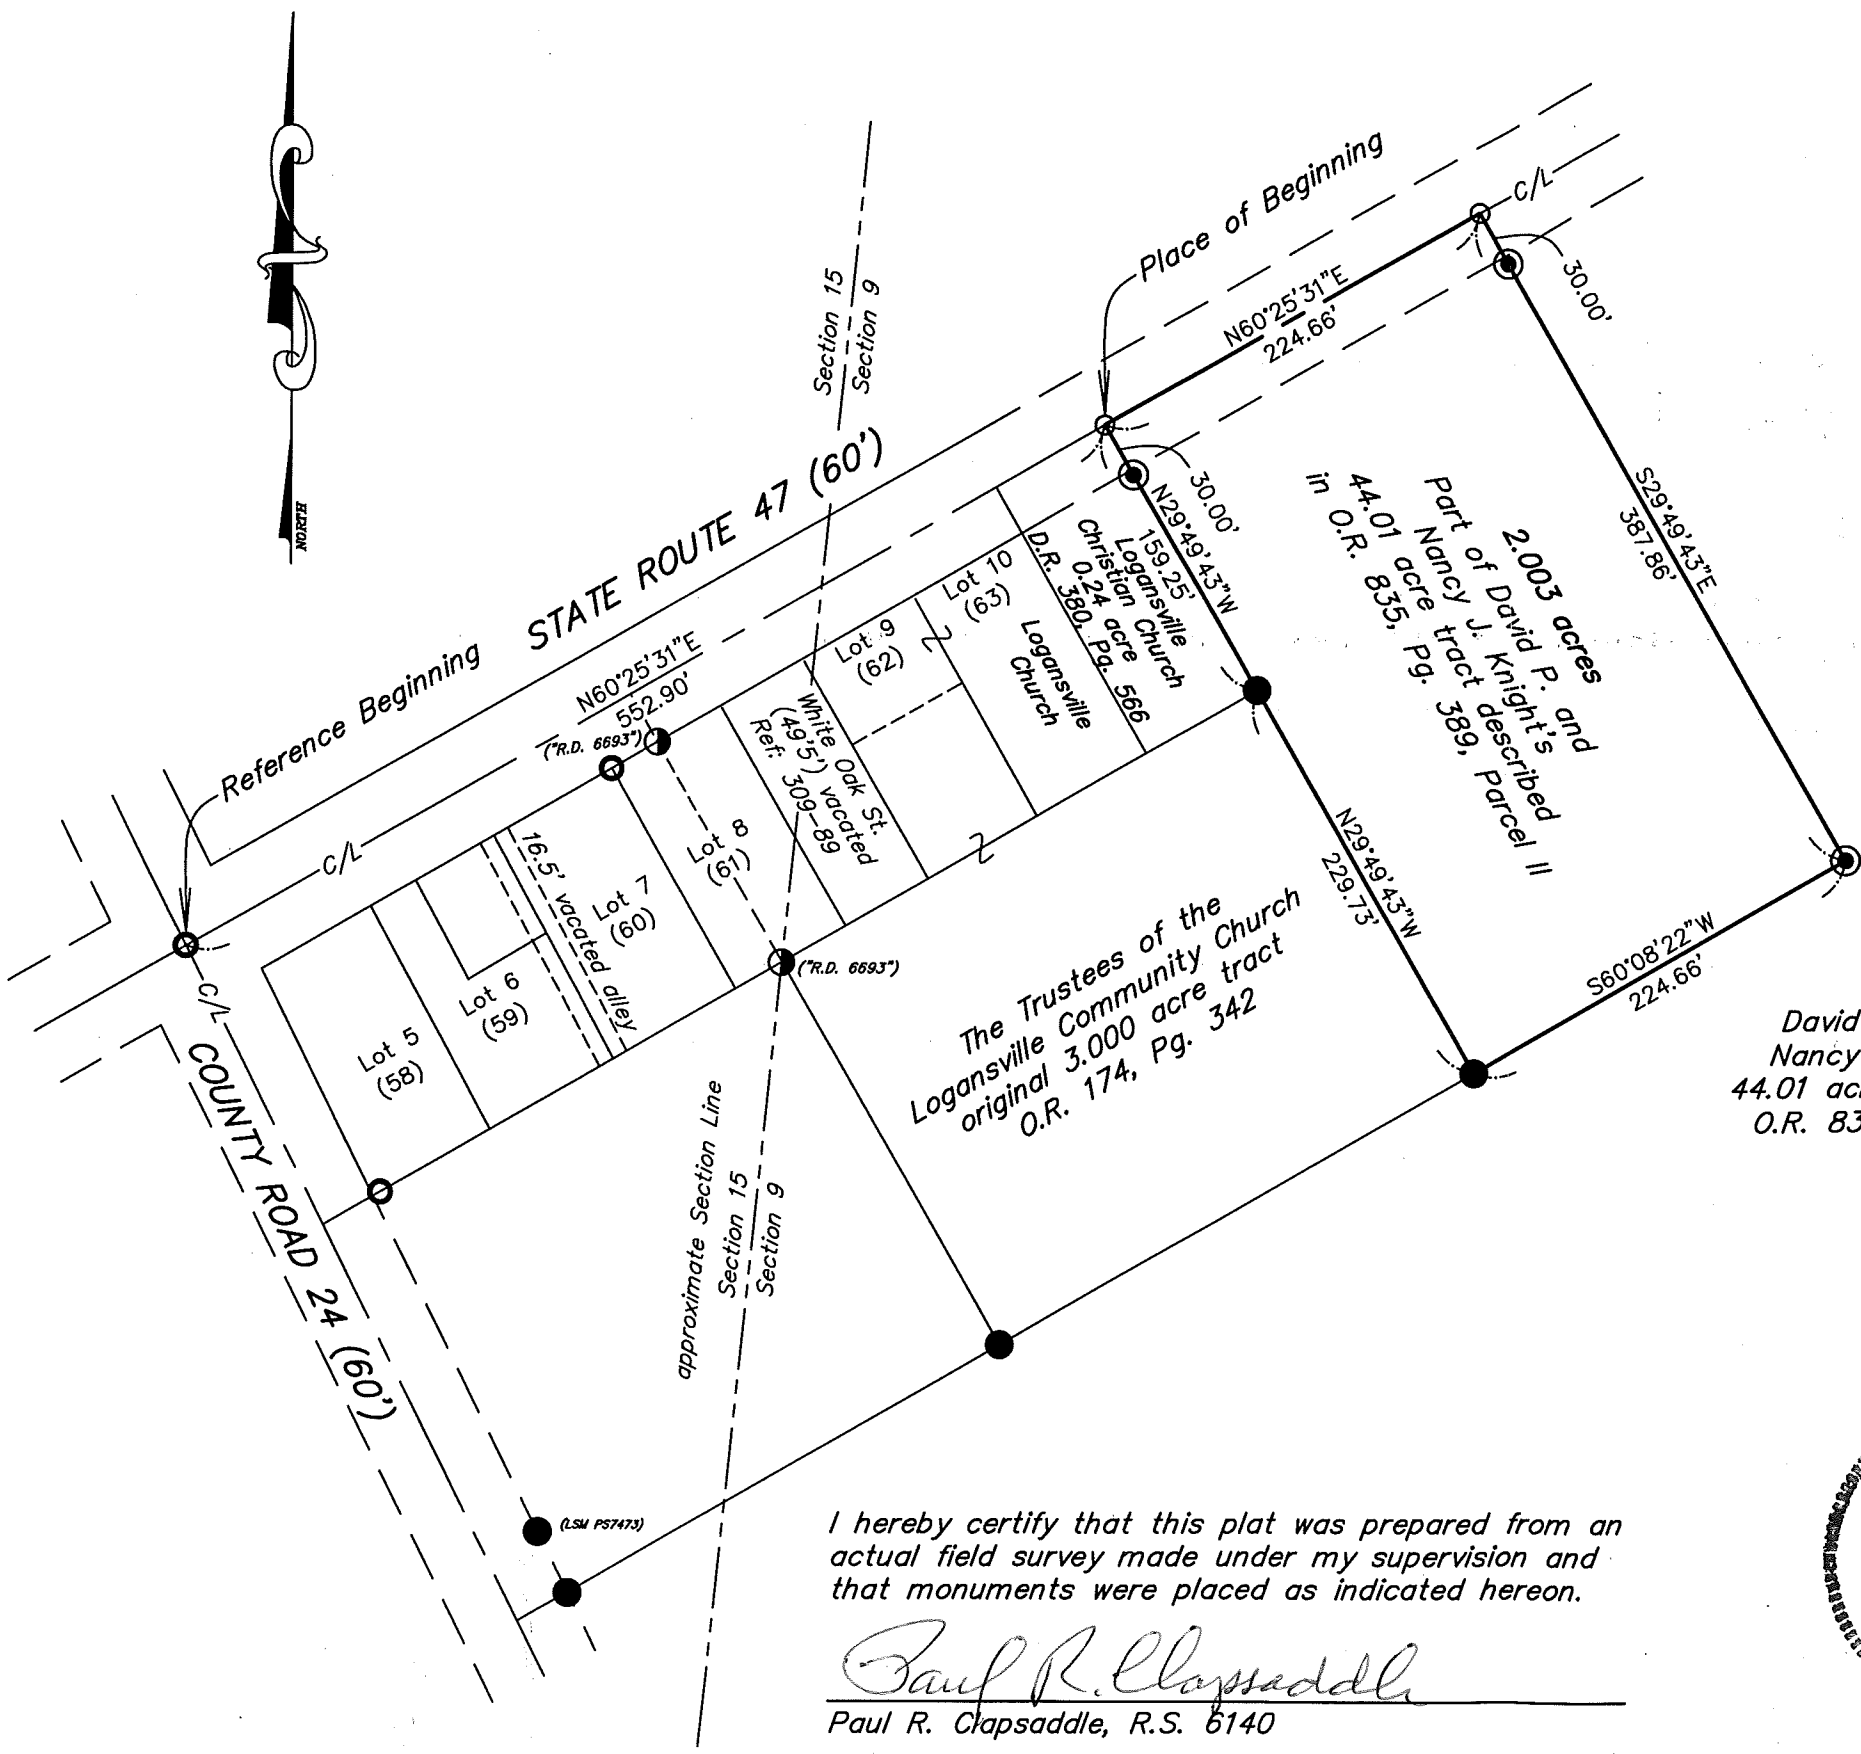 NORTH
Section 15
Section 9
Place of Beginning
C/L
N60°25'31"E
224.66'
30.00'
30.00'
STATE ROUTE 47 (60')
Reference Beginning
N60°25'31"E
552.90'
("R.D. 6693")
C/L
N29°49'43"W
159.25'
Logansville
Christian Church
0.24 acre
D.R. 380, Pg. 566
Lot 10
(63)
Logansville
Church
Lot 9
(62)
White Oak St.
(49'5') vacated
Ref: 309-89
Lot 8
(61)
Lot 7
(60)
16.5' vacated alley
Lot 6
(59)
Lot 5
(58)
S29°49'43"E
387.86'
2.003 acres
Part of David P. and
Nancy J. Knight's
44.01 acre tract described
in O.R. 835, Pg. 389, Parcel II
N29°49'43"W
229.73'
S60°08'22"W
224.66'
("R.D. 6693")
The Trustees of the
Logansville Community Church
original 3.000 acre tract
O.R. 174, Pg. 342
David
Nancy
44.01 ac
O.R. 83
C/L
COUNTY ROAD 24 (60')
approximate Section Line
Section 15
Section 9
(LSM PS7473)
I hereby certify that this plat was prepared from an
actual field survey made under my supervision and
that monuments were placed as indicated hereon.
Paul R. Clapsaddle
Paul R. Clapsaddle, R.S. 6140